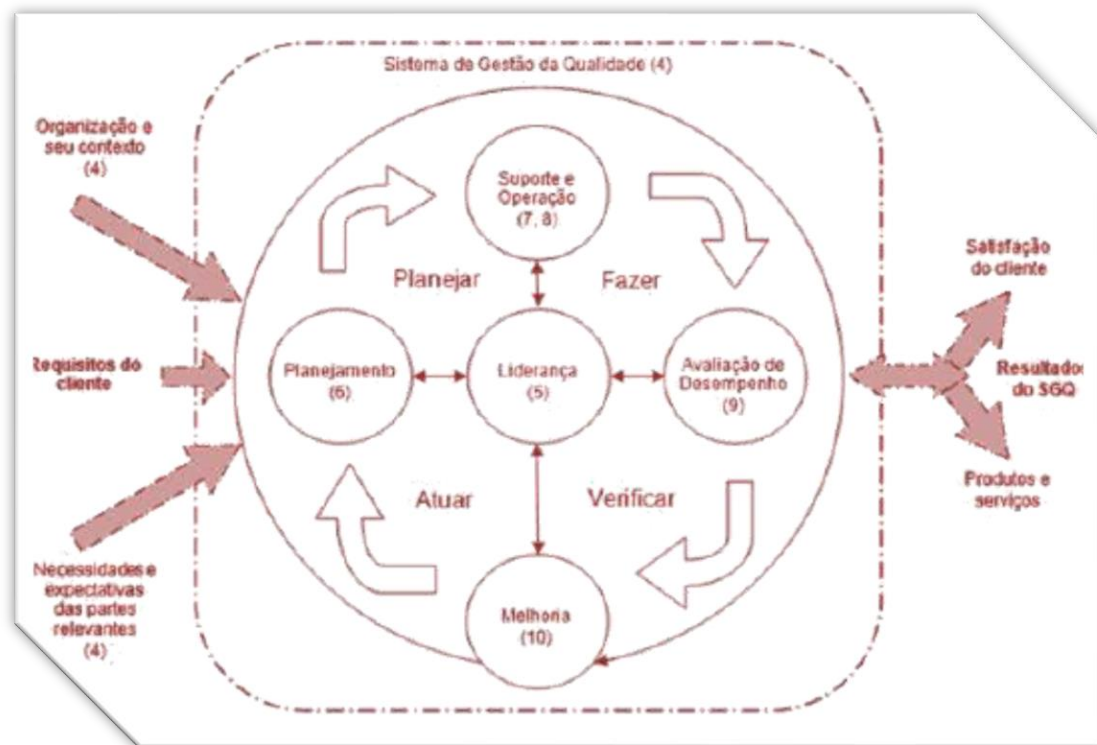 Sistema de Gestão da Qualidade (4)
Organização e
seu contexto
(4)
Suporte e
Operação
(7, 8)
Satisfação
do cliente
Planejar
Fazer
Requisitos do
cliente
Planejamento
(6)
Liderança
(5)
Avaliação de
Desempenho
(9)
Resultados
do SGQ
Atuar
Verificar
Produtos e
serviços
Necessidades e
expectativas
das partes
relevantes
(4)
Melhoria
(10)